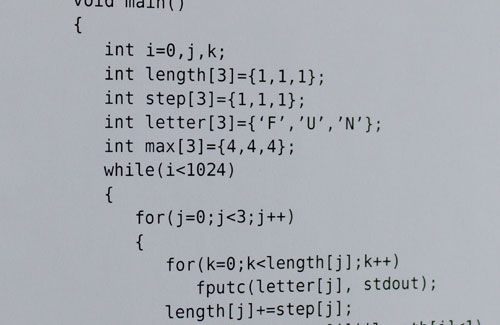 void main()
{
int i=0,j,k;
int length[3]={1,1,1};
int step[3]={1,1,1};
int letter[3]={‘F’,’U’,’N’};
int max[3]={4,4,4};
while(i<1024)
{
for(j=0;j<3;j++)
{
for(k=0;k<length[j];k++)
fputc(letter[j], stdout);
length[j]+=step[j];